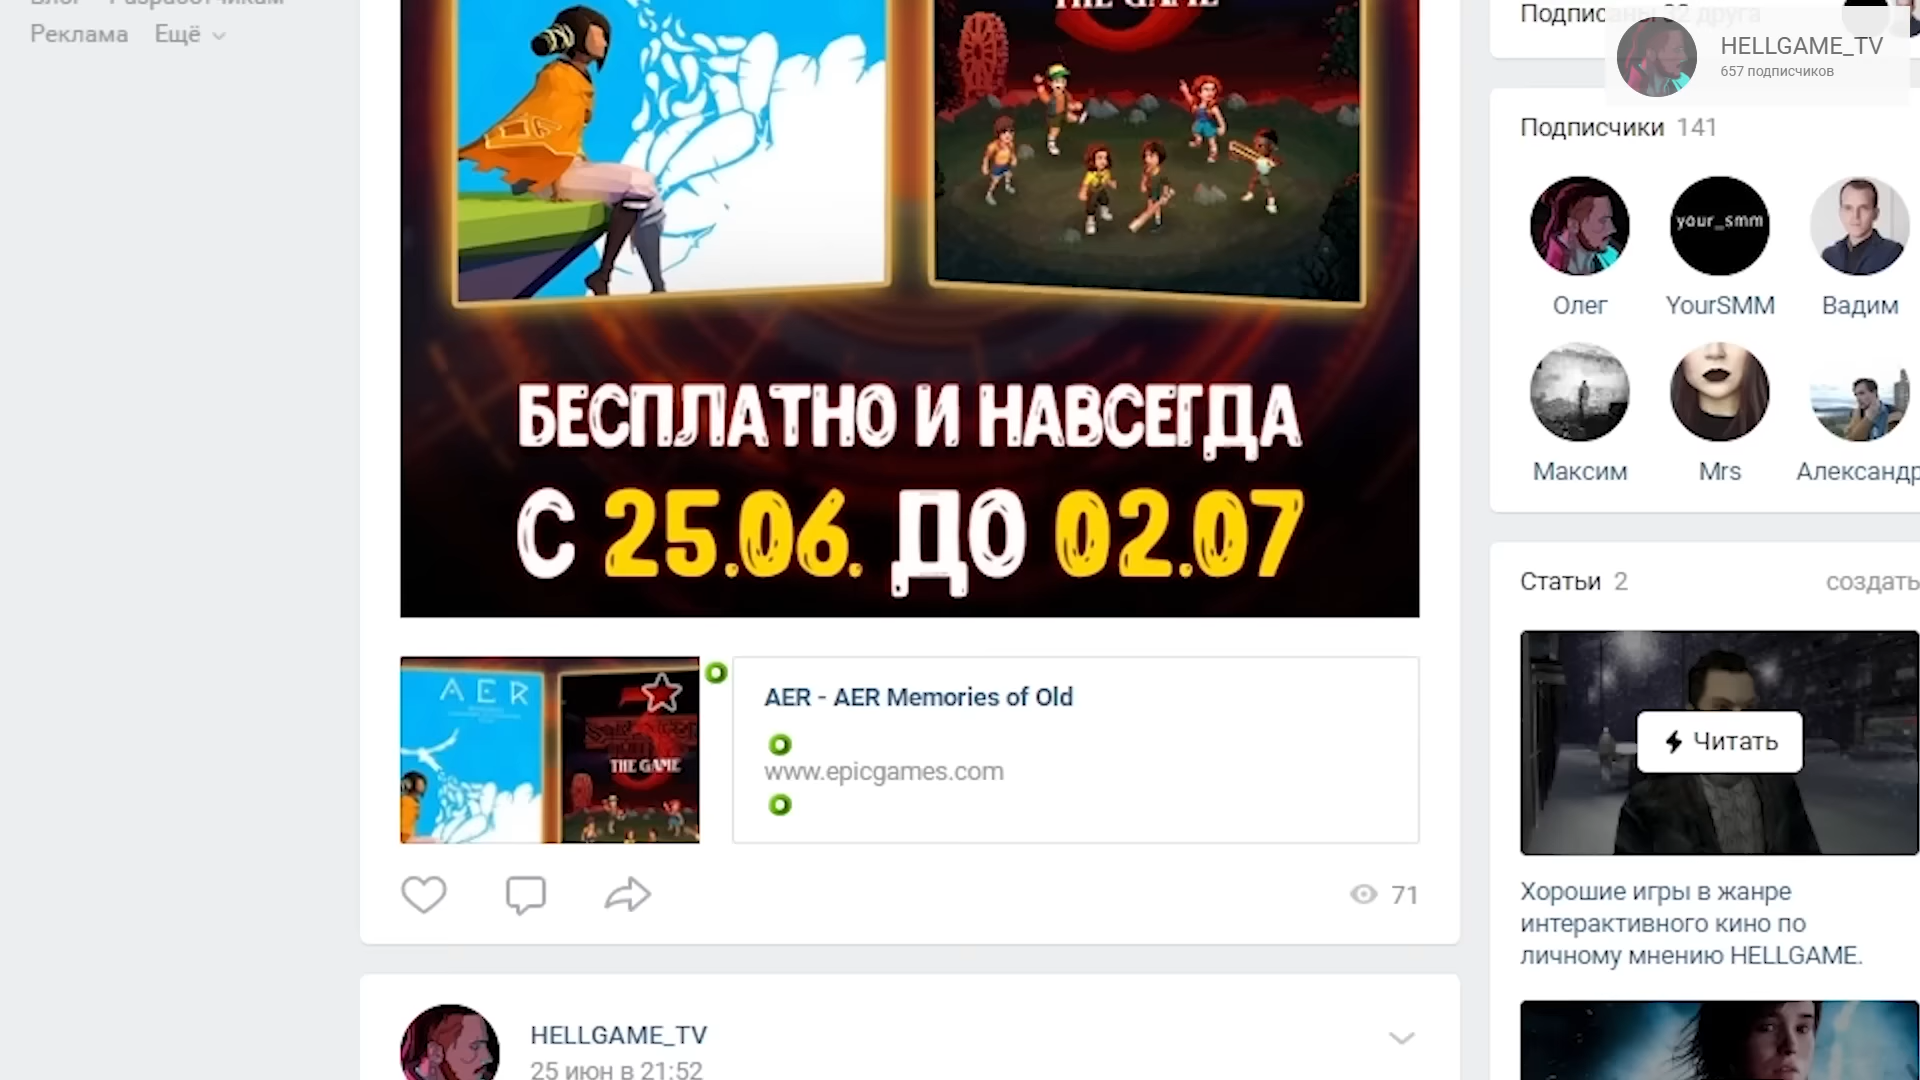 Блог Разработчикам
Реклама Ещё
THE GAME
БЕСПЛАТНО И НАВСЕГДА
С 25.06. ДО 02.07
AER
THE GAME
AER - AER Memories of Old
www.epicgames.com
71
HELLGAME_TV
25 июн в 21:52
Подписаны 32 друга
HELLGAME_TV
657 подписчиков
Подписчики 141
your_smm
Олег YourSMM Вадим
Максим Mrs Александр
Статьи 2 создать
Читать
Хорошие игры в жанре
интерактивного кино по
личному мнению HELLGAME.